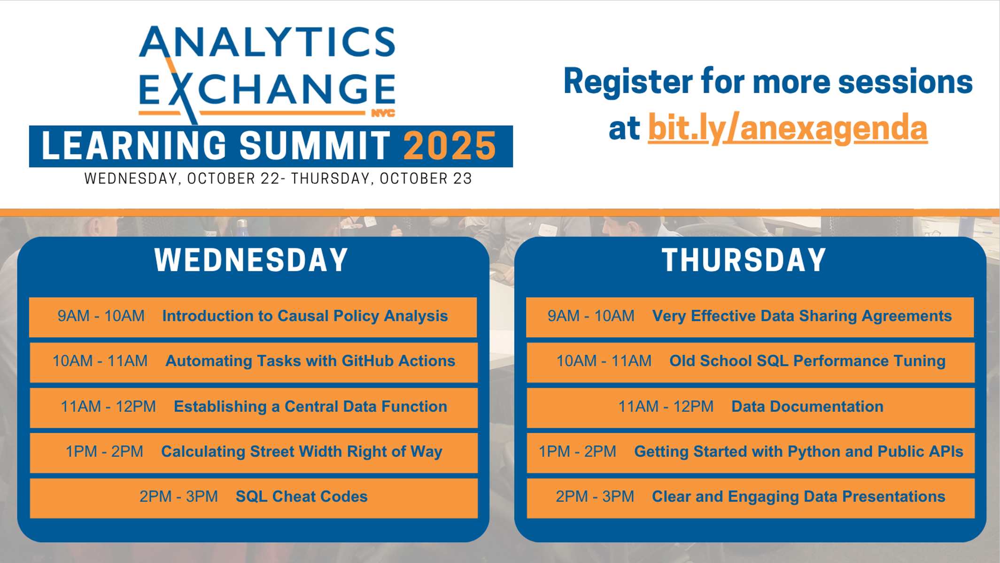 ANALYTICS
EXCHANGE
NYC
LEARNING SUMMIT 2025
WEDNESDAY, OCTOBER 22- THURSDAY, OCTOBER 23
Register for more sessions
at bit.ly/anexagenda
WEDNESDAY
9AM - 10AM Introduction to Causal Policy Analysis
10AM - 11AM Automating Tasks with GitHub Actions
11AM - 12PM Establishing a Central Data Function
1PM - 2PM Calculating Street Width Right of Way
2PM - 3PM SQL Cheat Codes
THURSDAY
9AM - 10AM Very Effective Data Sharing Agreements
10AM - 11AM Old School SQL Performance Tuning
11AM - 12PM Data Documentation
1PM - 2PM Getting Started with Python and Public APIs
2PM - 3PM Clear and Engaging Data Presentations